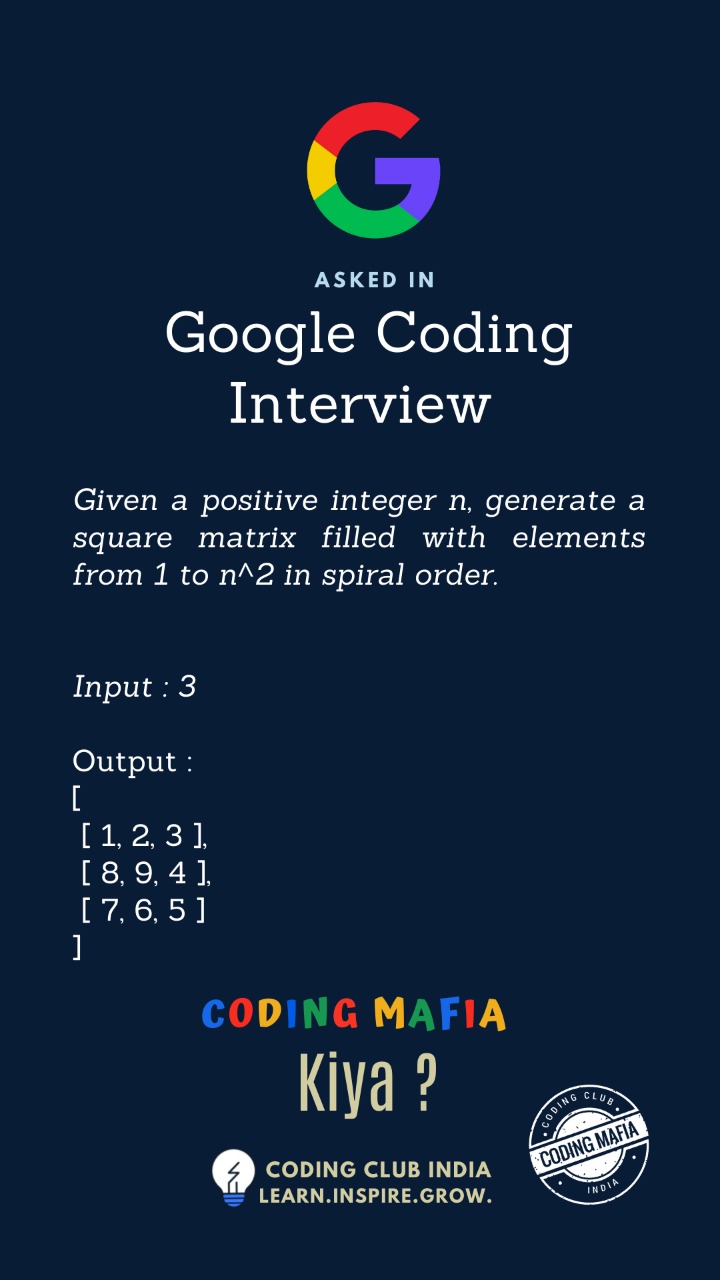 ASKED IN
Google Coding
Interview
Given a positive integer n, generate a
square matrix filled with elements
from 1 to n^2 in spiral order.
Input : 3
Output :
[
[ 1, 2, 3 ],
[ 8, 9, 4 ],
[ 7, 6, 5 ]
]
CODING MAFIA
Kiya ?
CODING CLUB
CODING MAFIA
INDIA
CODING CLUB INDIA
LEARN.INSPIRE.GROW.